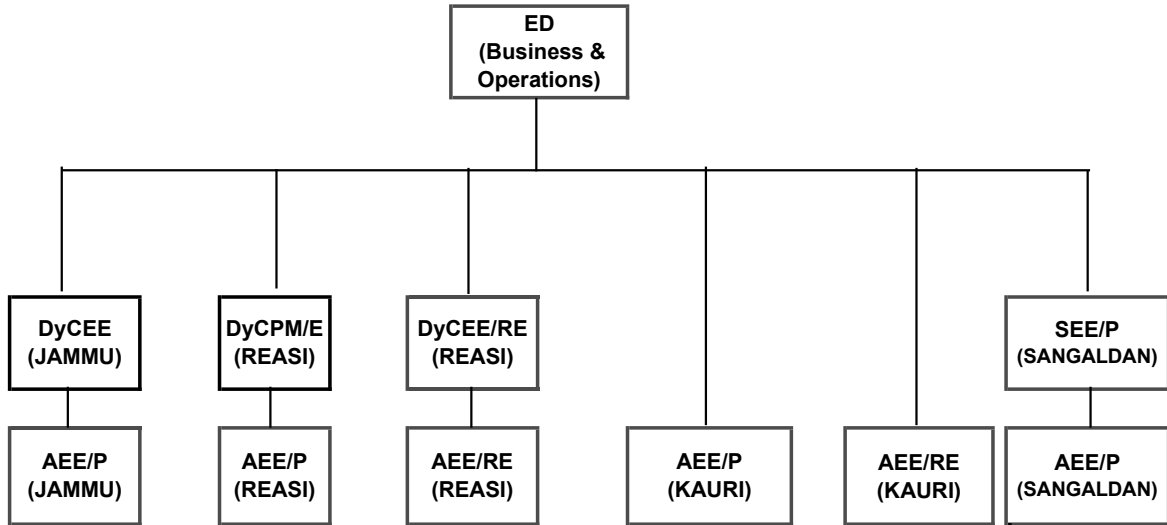 ED
(Business &
Operations)
DyCEE
(JAMMU)
DyCPM/E
(REASI)
DyCEE/RE
(REASI)
SEE/P
(SANGALDAN)
AEE/P
(JAMMU)
AEE/P
(REASI)
AEE/RE
(REASI)
AEE/P
(KAURI)
AEE/RE
(KAURI)
AEE/P
(SANGALDAN)